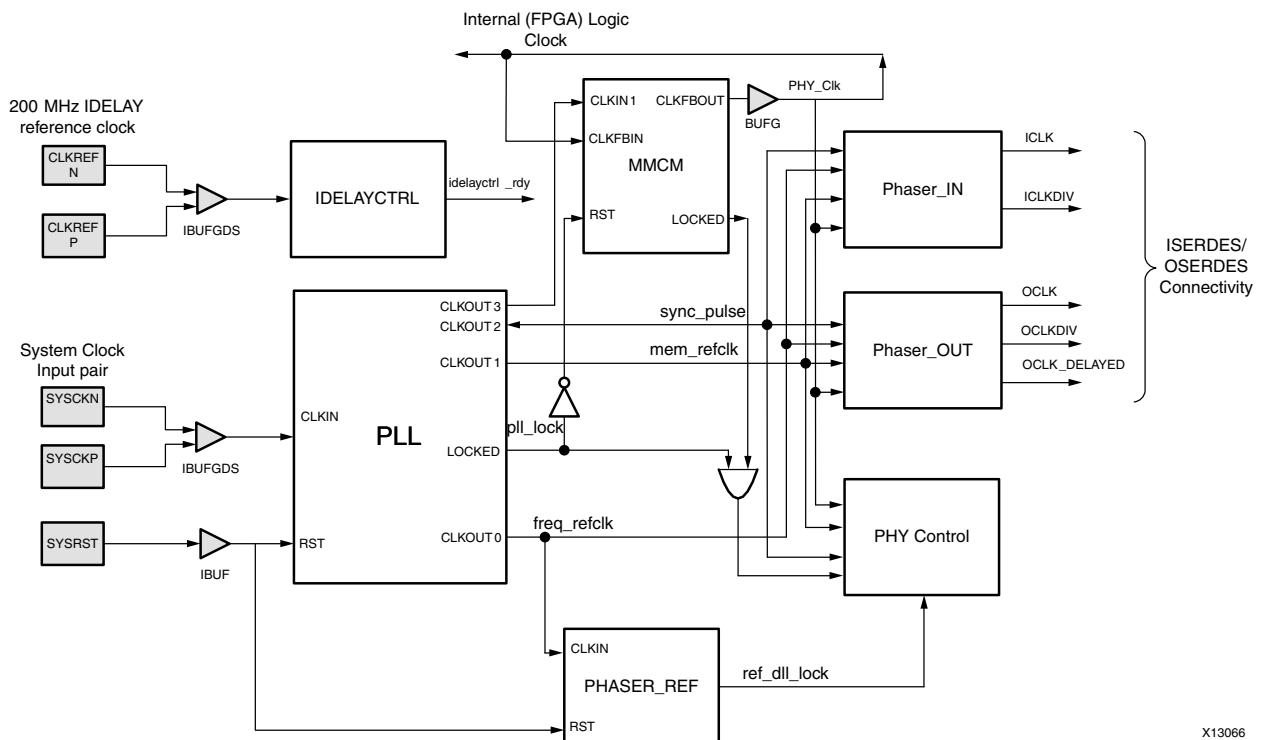 Internal (FPGA) Logic
Clock
200 MHz IDELAY
reference clock
CLKREF
N
CLKREF
P
IBUFGDS
IDELAYCTRL
idelayctrl _rdy
CLKIN1
CLKFBOUT
CLKFBIN
MMCM
RST
LOCKED
BUFG
PHY_Clk
Phaser_IN
ICLK
ICLKDIV
ISERDES/
OSERDES
Connectivity
System Clock
Input pair
SYSCKN
SYSCKP
IBUFGDS
SYSRST
IBUF
CLKIN
PLL
RST
CLKOUT3
CLKOUT2
CLKOUT1
LOCKED
CLKOUT0
sync_pulse
mem_refclk
pll_lock
freq_refclk
Phaser_OUT
OCLK
OCLKDIV
OCLK_DELAYED
PHY Control
CLKIN
PHASER_REF
RST
ref_dll_lock
X13066